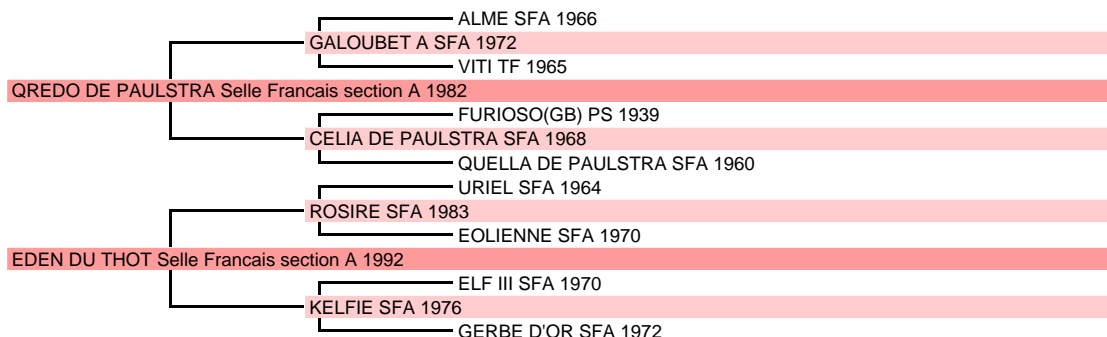 ALME SFA 1966
GALOUBET A SFA 1972
VITI TF 1965
QREDO DE PAULSTRA Selle Francais section A 1982
FURIOSO(GB) PS 1939
CELIA DE PAULSTRA SFA 1968
QUELLA DE PAULSTRA SFA 1960
URIEL SFA 1964
ROSIRE SFA 1983
EOLIENNE SFA 1970
EDEN DU THOT Selle Francais section A 1992
ELF III SFA 1970
KELFIE SFA 1976
GERBE D'OR SFA 1972